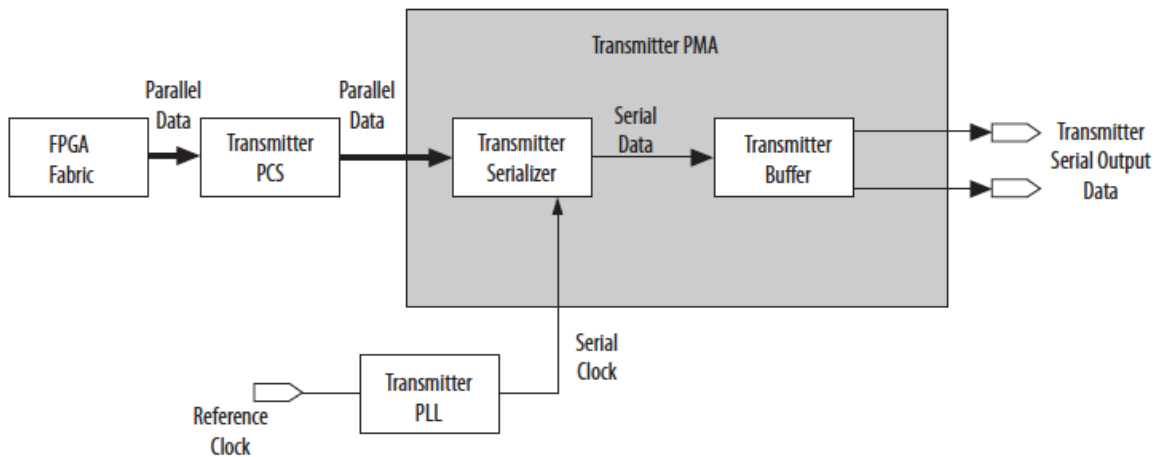 Transmitter PMA
Parallel
Data
Parallel
Data
Serial
Data
FPGA
Fabric
Transmitter
PCS
Transmitter
Serializer
Transmitter
Buffer
Transmitter
Serial Output
Data
Serial
Clock
Transmitter
PLL
Reference
Clock